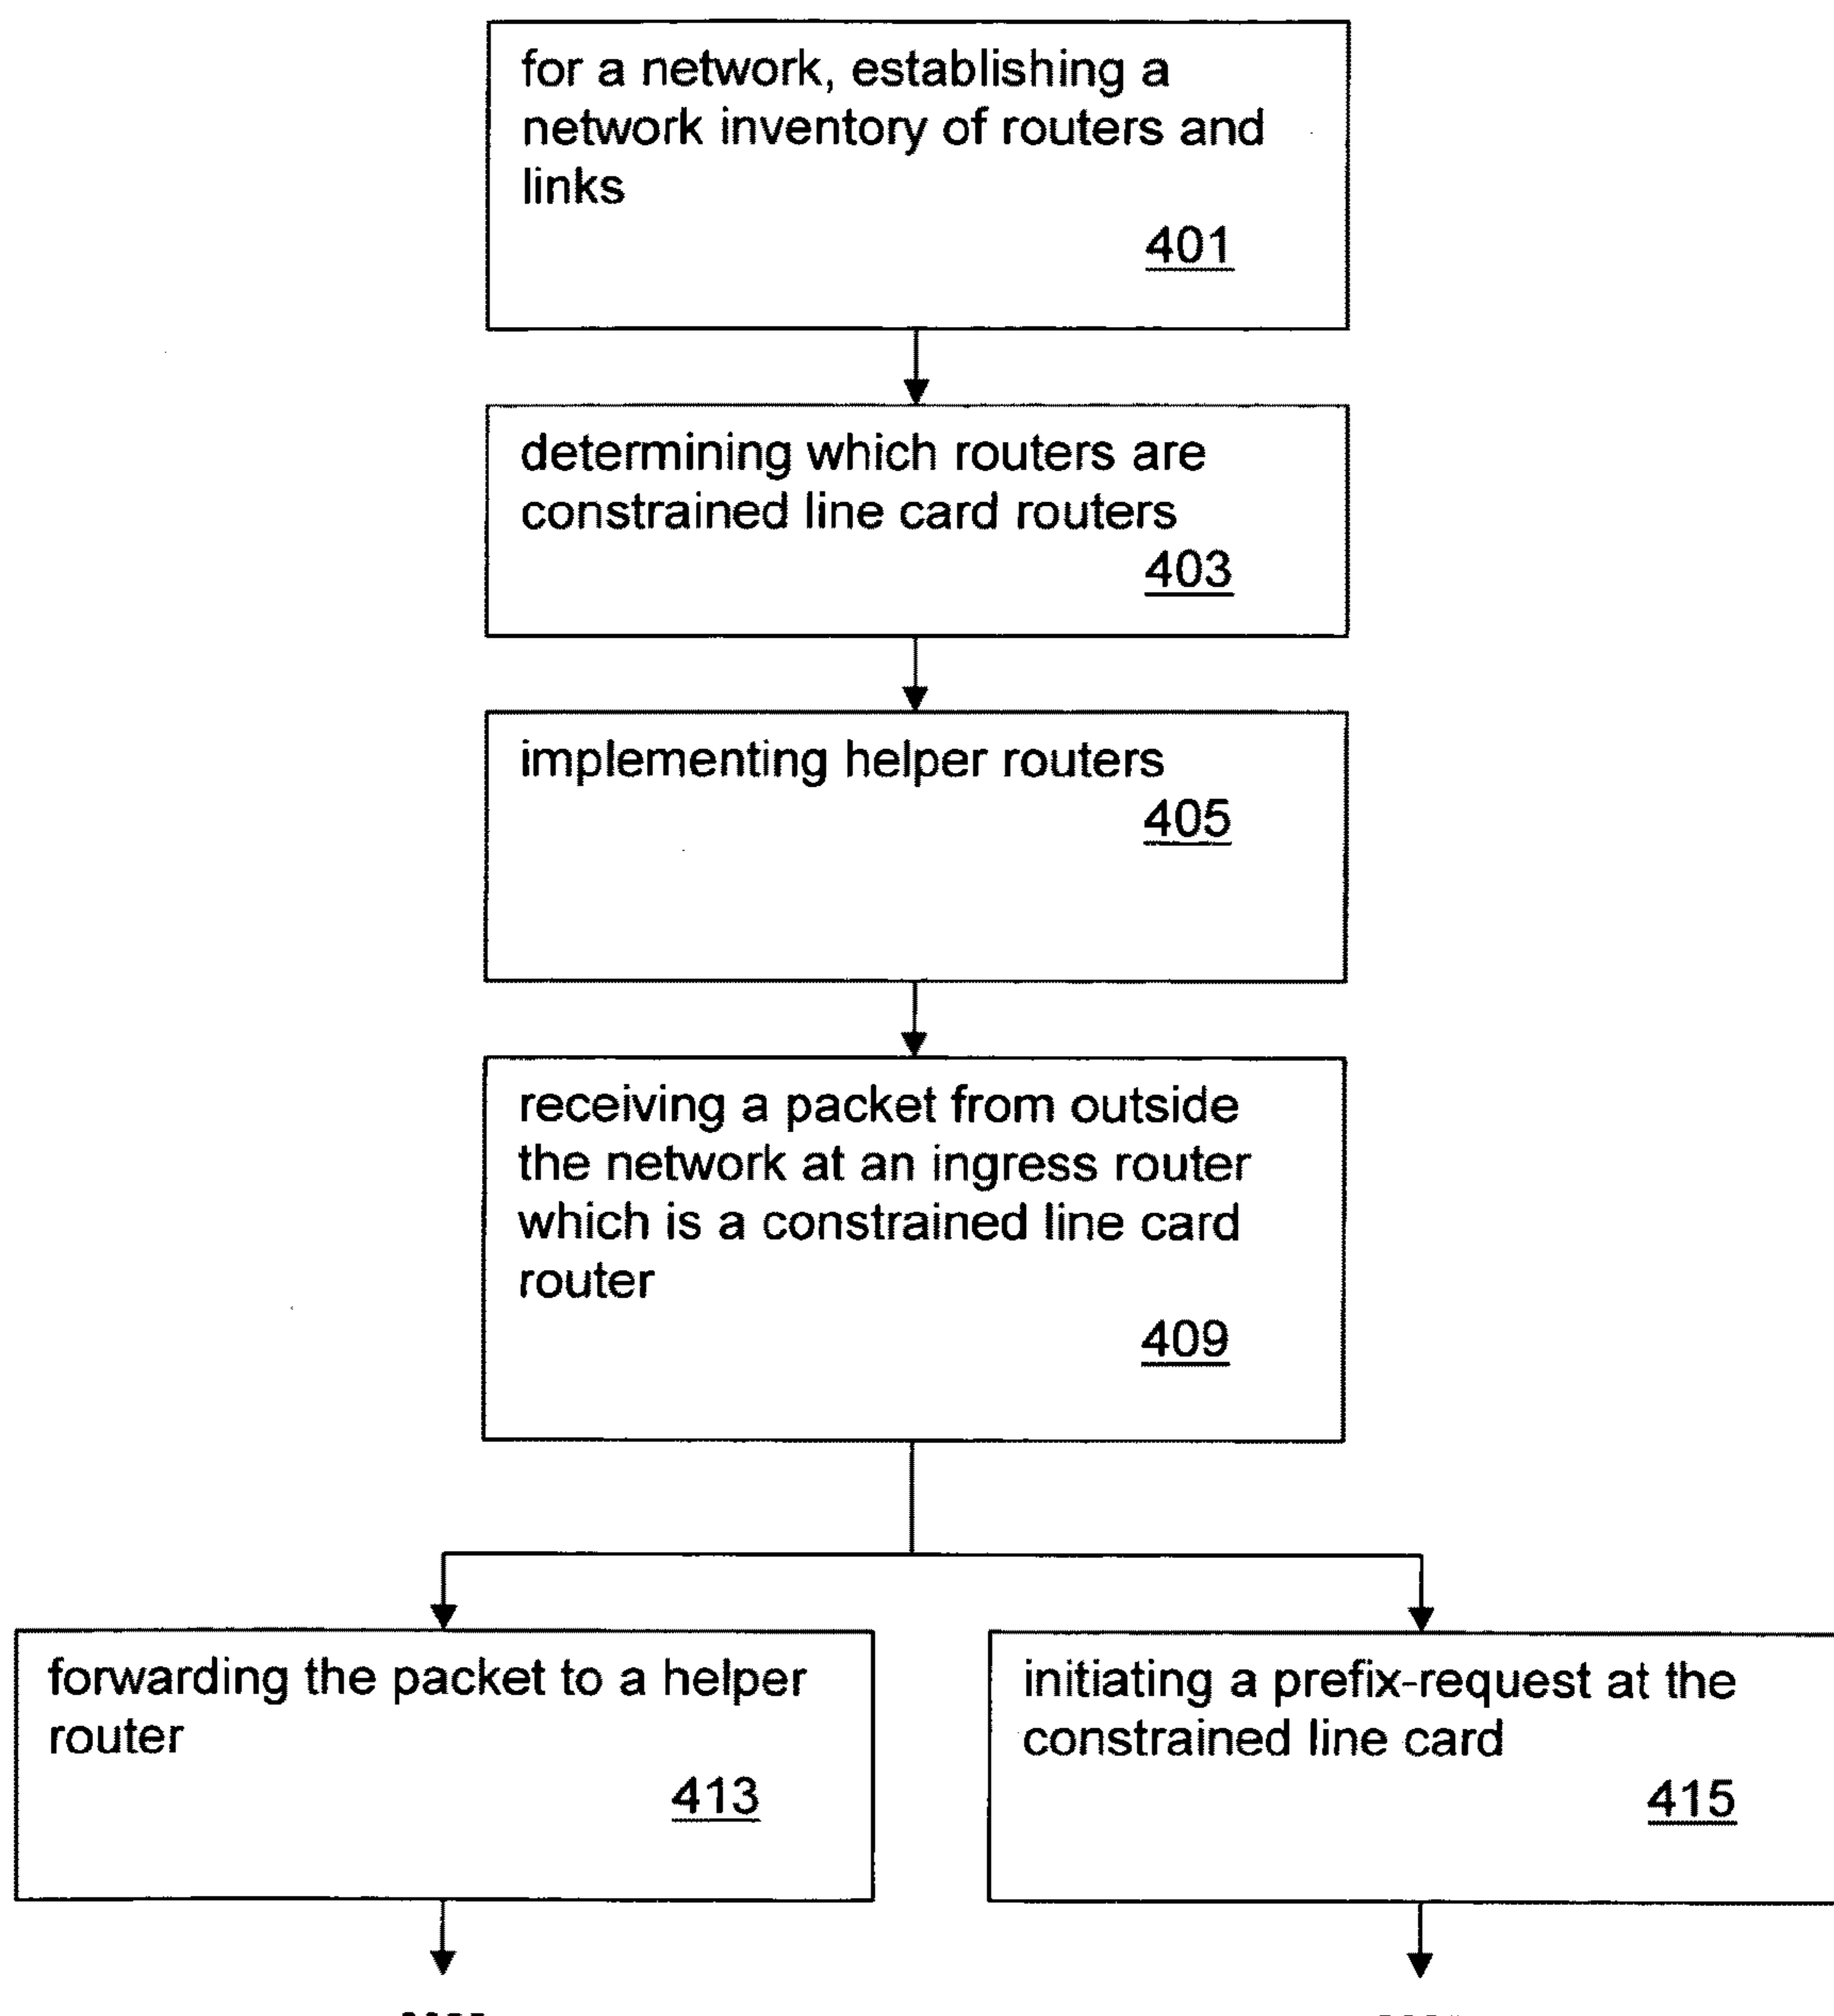 for a network, establishing a
network inventory of routers and
links
401
determining which routers are
constrained line card routers
403
implementing helper routers
405
receiving a packet from outside
the network at an ingress router
which is a constrained line card
router
409
forwarding the packet to a helper
router
413
initiating a prefix-request at the
constrained line card
415